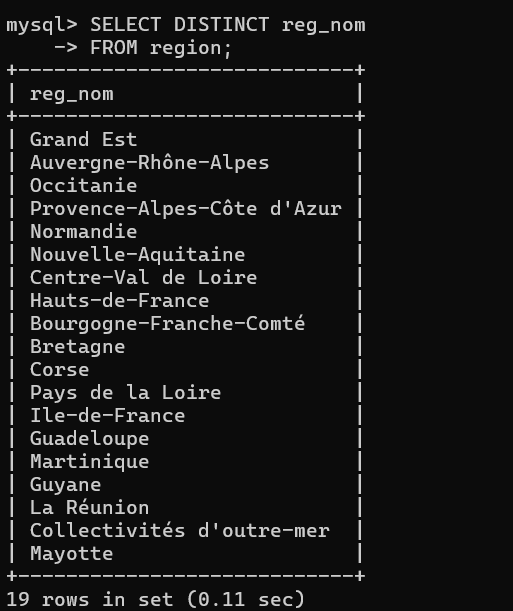 mysql> SELECT DISTINCT reg_nom
    -> FROM region;
+----------------------------+
| reg_nom                    |
+----------------------------+
| Grand Est                  |
| Auvergne-Rhône-Alpes       |
| Occitanie                  |
| Provence-Alpes-Côte d'Azur |
| Normandie                  |
| Nouvelle-Aquitaine         |
| Centre-Val de Loire        |
| Hauts-de-France            |
| Bourgogne-Franche-Comté    |
| Bretagne                   |
| Corse                      |
| Pays de la Loire           |
| Ile-de-France              |
| Guadeloupe                 |
| Martinique                 |
| Guyane                     |
| La Réunion                 |
| Collectivités d'outre-mer  |
| Mayotte                    |
+----------------------------+
19 rows in set (0.11 sec)